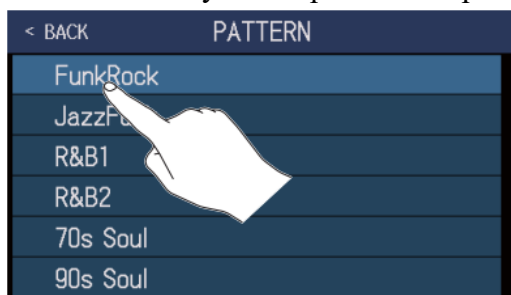 < BACK PATTERN
FunkRock
R&B1
R&B2
70s Soul
90s Soul